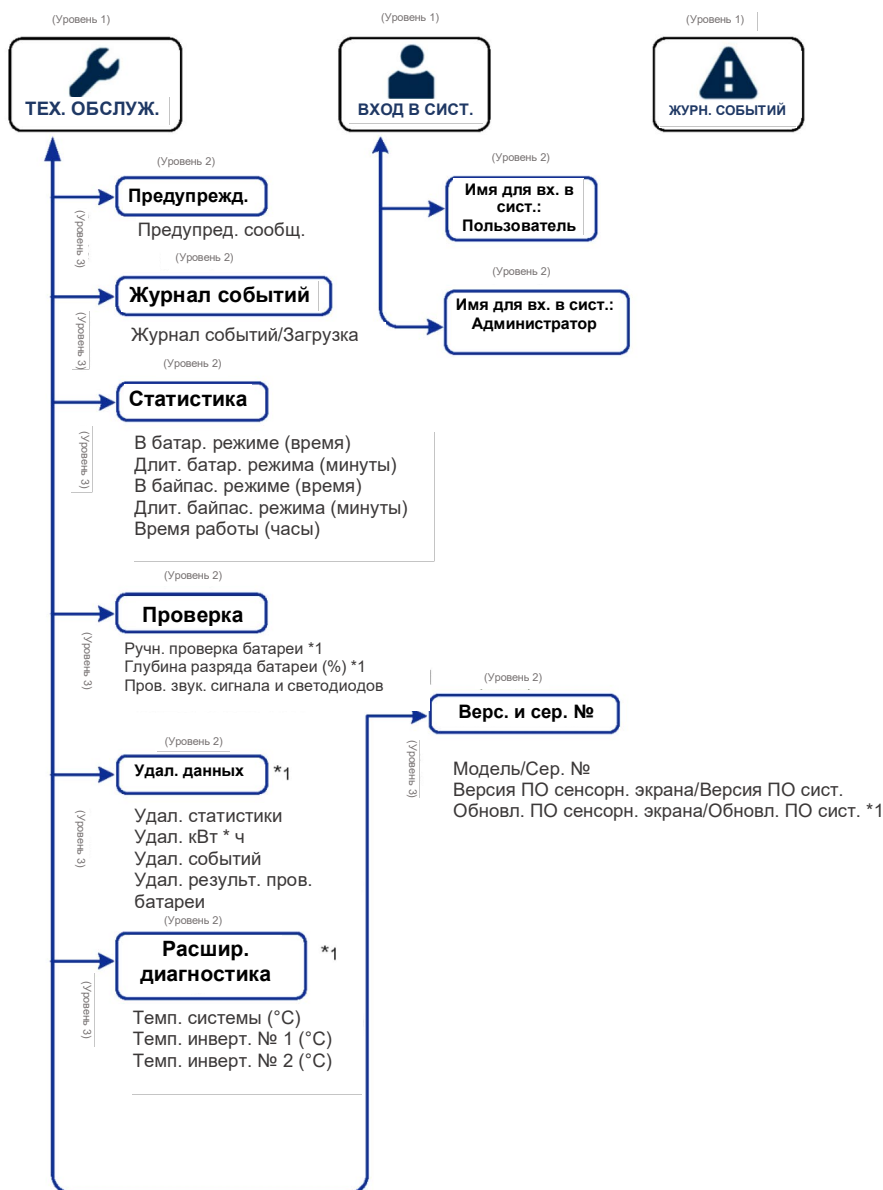 (Уровень 1)
ТЕХ. ОБСЛУЖ.
(Уровень 2)
Предупрежд.
(Уровень 3)
Предупред. сообщ.
(Уровень 2)
Журнал событий
(Уровень 3)
Журнал событий/Загрузка
(Уровень 2)
Статистика
(Уровень 3)
В батар. режиме (время)
Длит. батар. режима (минуты)
В байпас. режиме (время)
Длит. байпас. режима (минуты)
Время работы (часы)
(Уровень 2)
Проверка
(Уровень 3)
Ручн. проверка батареи *1
Глубина разряда батареи (%) *1
Пров. звук. сигнала и светодиодов
(Уровень 2)
Удал. данных *1
(Уровень 3)
Удал. статистики
Удал. кВт * ч
Удал. событий
Удал. результ. пров.
батареи
(Уровень 2)
Расшир.
диагностика
*1
(Уровень 3)
Темп. системы (°C)
Темп. инверт. № 1 (°C)
Темп. инверт. № 2 (°C)
(Уровень 2)
Верс. и сер. №
(Уровень 3)
Модель/Сер. №
Версия ПО сенсорн. экрана/Версия ПО сист.
Обновл. ПО сенсорн. экрана/Обновл. ПО сист. *1
(Уровень 1)
ВХОД В СИСТ.
(Уровень 2)
Имя для вх. в
сист.:
Пользователь
(Уровень 2)
Имя для вх. в сист.:
Администратор
(Уровень 1)
ЖУРН. СОБЫТИЙ